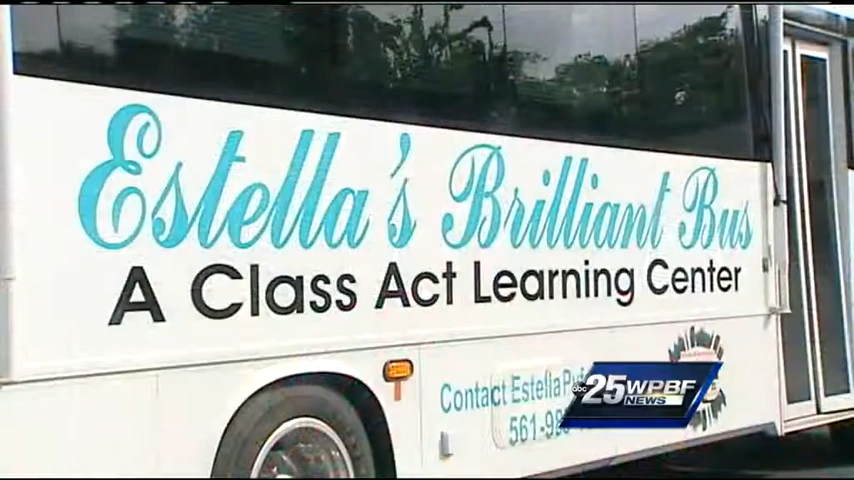 Estella's Brilliant Bus
A Class Act Learning Center
Contact Estella
561-98
abc 25 WPBF
NEWS